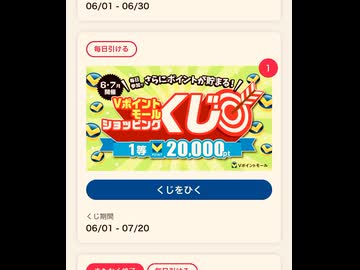 06/01 - 06/30
毎日引ける
1
6・7月
開催
毎日
参加で
さらにポイントが貯まる!
Vポイント
モール
ショッピング
くじ
1等
20,000pt
Vポイントモール
くじをひく
くじ期間
06/01 - 07/20
毎日引ける